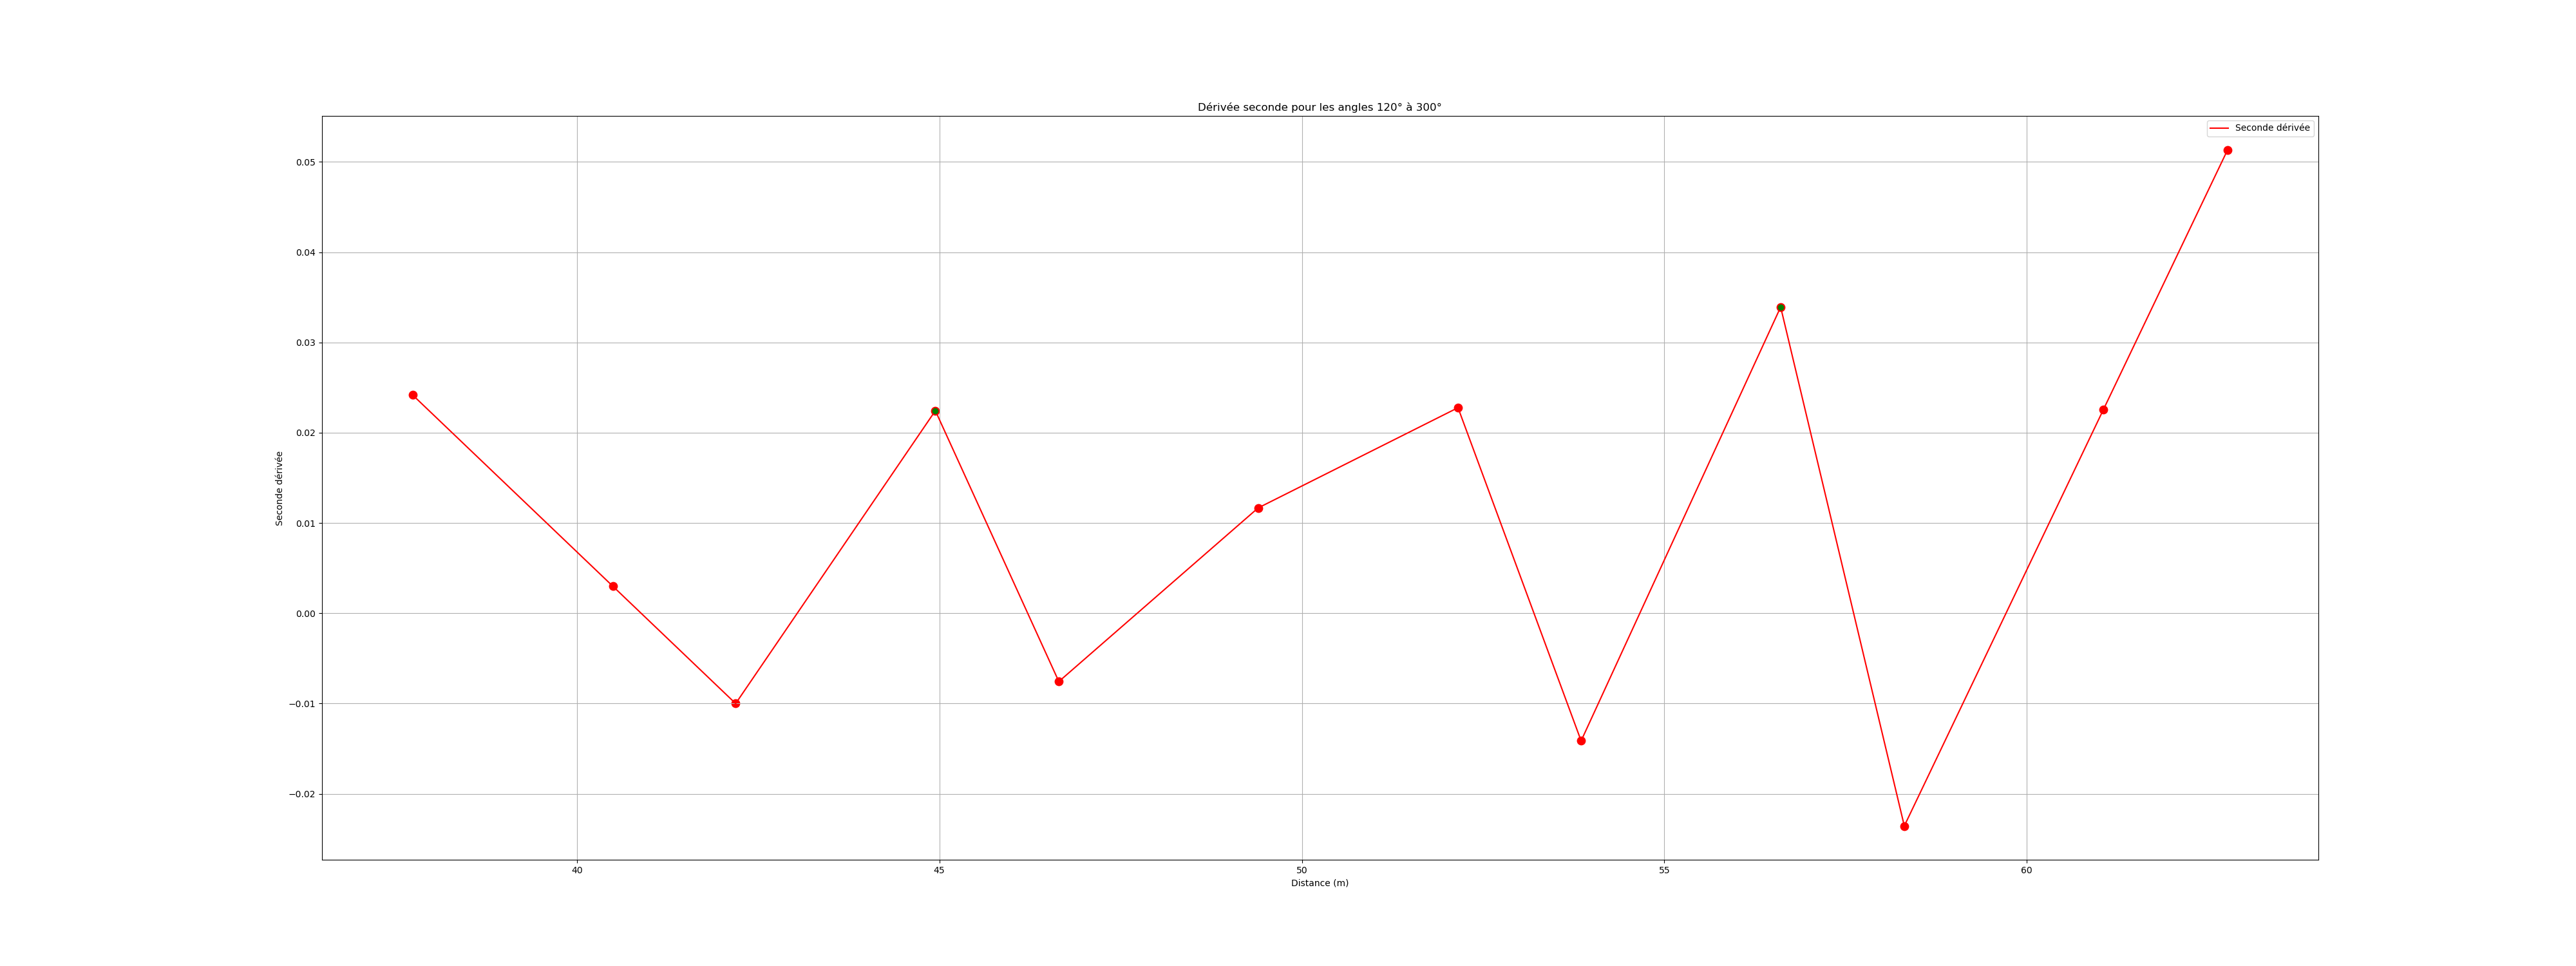 Dérivée seconde pour les angles 120° à 300°
Seconde dérivée
0.05
0.04
0.03
0.02
0.01
0.00
−0.01
−0.02
Seconde dérivée
40 45 50 55 60
Distance (m)